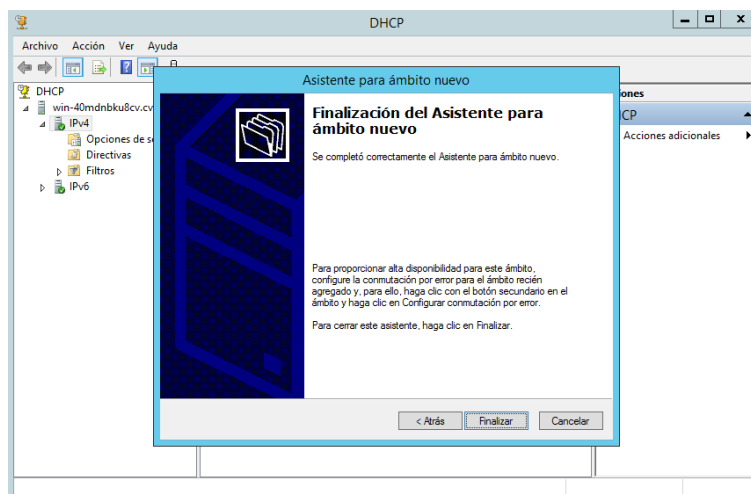 DHCP
Archivo Acción Ver Ayuda
DHCP
win-40mdnbku8cv.cv
IPv4
Opciones de se
Directivas
Filtros
IPv6
Asistente para ámbito nuevo
Finalización del Asistente para
ámbito nuevo
Se completó correctamente el Asistente para ámbito nuevo.
Para proporcionar alta disponibilidad para este ámbito,
configure la conmutación por error para el ámbito recién
agregado y, para ello, haga clic con el botón secundario en el
ámbito y haga clic en Configurar conmutación por error.
Para cerrar este asistente, haga clic en Finalizar.
< Atrás Finalizar Cancelar
iones
CP
Acciones adicionales